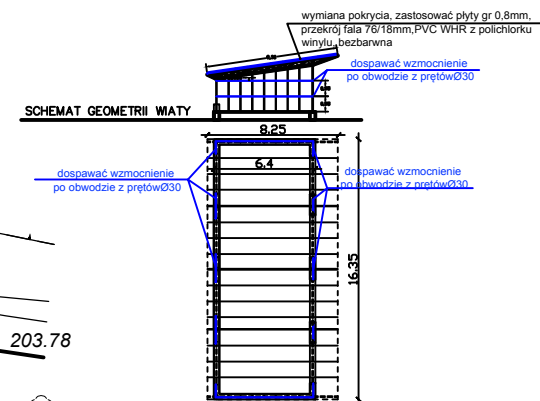 wymiana pokrycia, zastosować płyty gr 0,8mm,
przekrój fala 76/18mm,PVC WHR z polichlorku
winylu, bezbarwna
dospawać wzmocnienie
po obwodzie z prętówØ30
SCHEMAT GEOMETRII WIATY
8.25
6.4
dospawać wzmocnienie
po obwodzie z prętówØ30
dospawać wzmocnienie
po obwodzie z prętówØ30
16.35
203.78